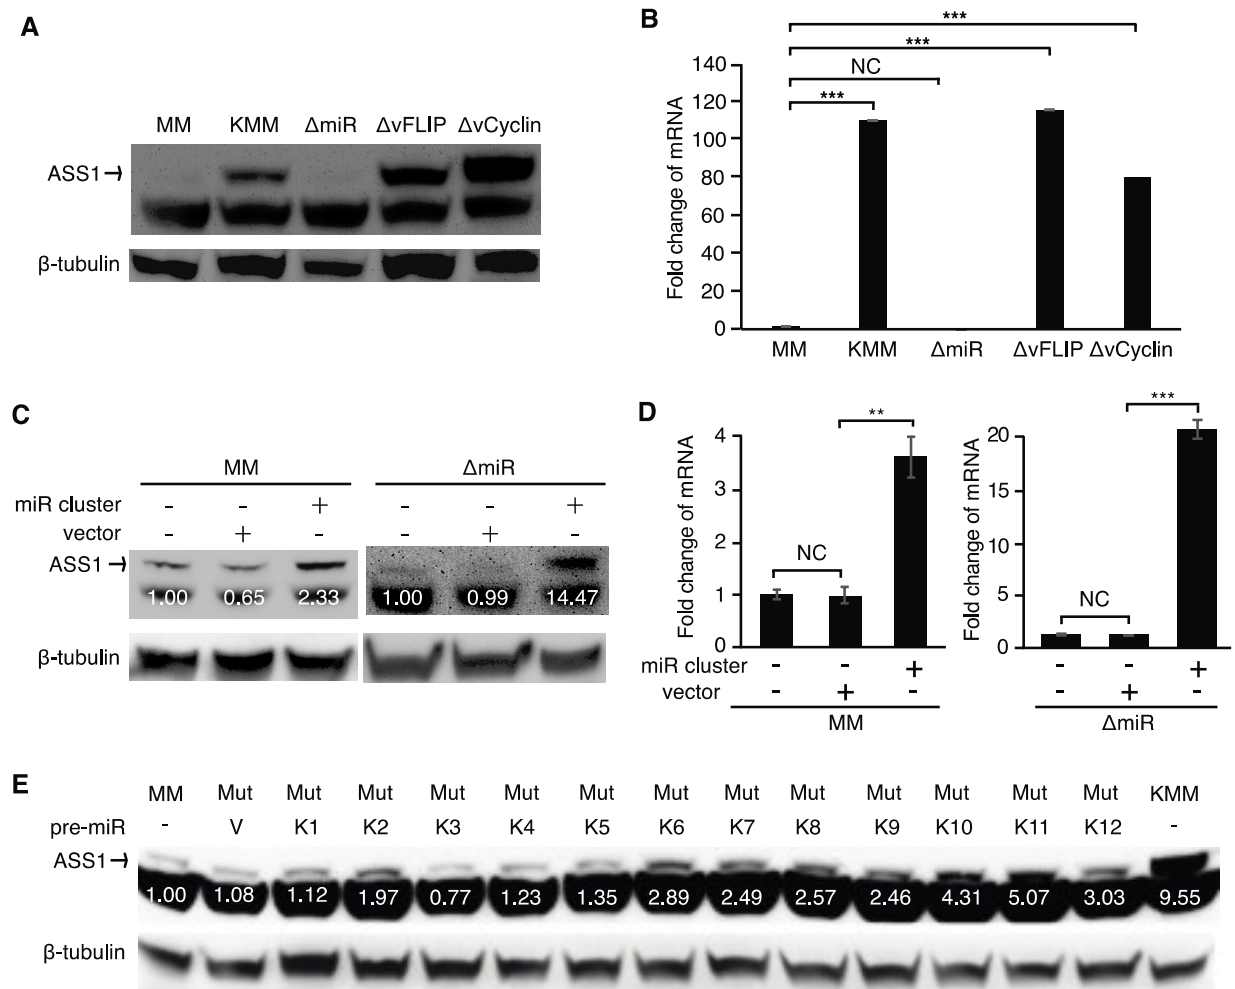 A
MM KMM ΔmiR ΔvFLIP ΔvCyclin
ASS1→
β-tubulin
B
***
***
NC
***
Fold change of mRNA
140
120
100
80
60
40
20
0
MM KMM ΔmiR ΔvFLIP ΔvCyclin
C
MM ΔmiR
miR cluster - - + - - +
vector - + - - + -
ASS1→
1.00 0.65 2.33 1.00 0.99 14.47
β-tubulin
D
**
NC
Fold change of mRNA
4
3
2
1
0
miR cluster - - +
vector - + -
MM
***
NC
Fold change of mRNA
20
15
10
5
0
- - +
- + -
ΔmiR
E
MM Mut Mut Mut Mut Mut Mut Mut Mut Mut Mut Mut Mut Mut KMM
pre-miR - V K1 K2 K3 K4 K5 K6 K7 K8 K9 K10 K11 K12 -
ASS1→
1.00 1.08 1.12 1.97 0.77 1.23 1.35 2.89 2.49 2.57 2.46 4.31 5.07 3.03 9.55
β-tubulin